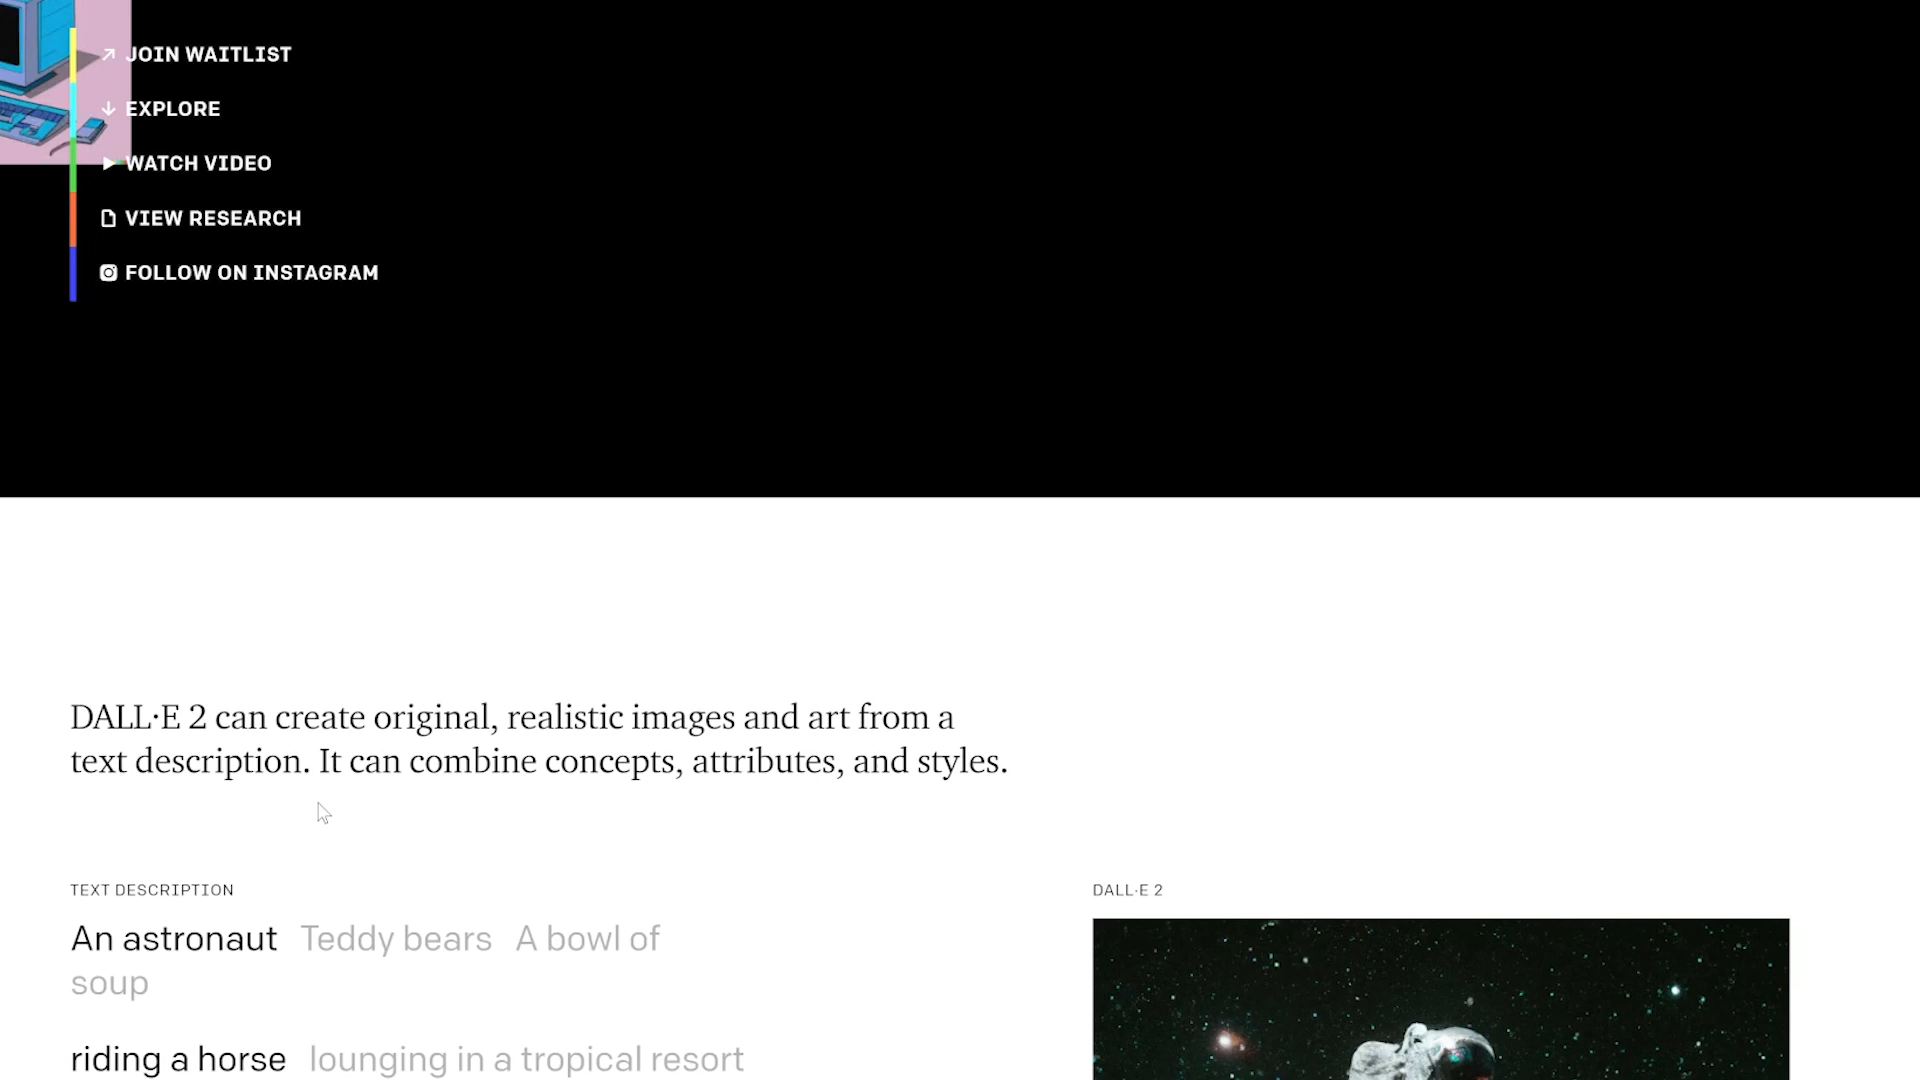 JOIN WAITLIST
EXPLORE
WATCH VIDEO
VIEW RESEARCH
FOLLOW ON INSTAGRAM
DALL·E 2 can create original, realistic images and art from a
text description. It can combine concepts, attributes, and styles.
TEXT DESCRIPTION
An astronaut Teddy bears A bowl of
soup
riding a horse lounging in a tropical resort
DALL·E 2